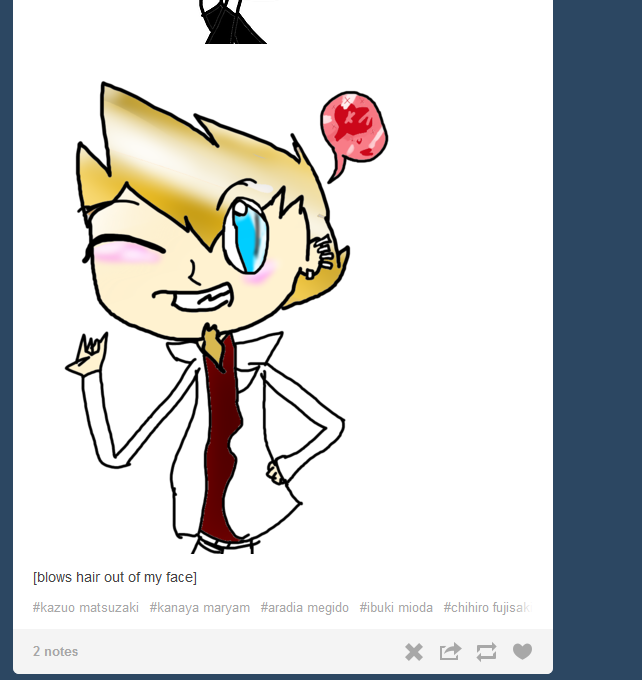 [blows hair out of my face]
#kazuo matsuzaki #kanaya maryam #aradia megido #ibuki mioda #chihiro fujisak
2 notes